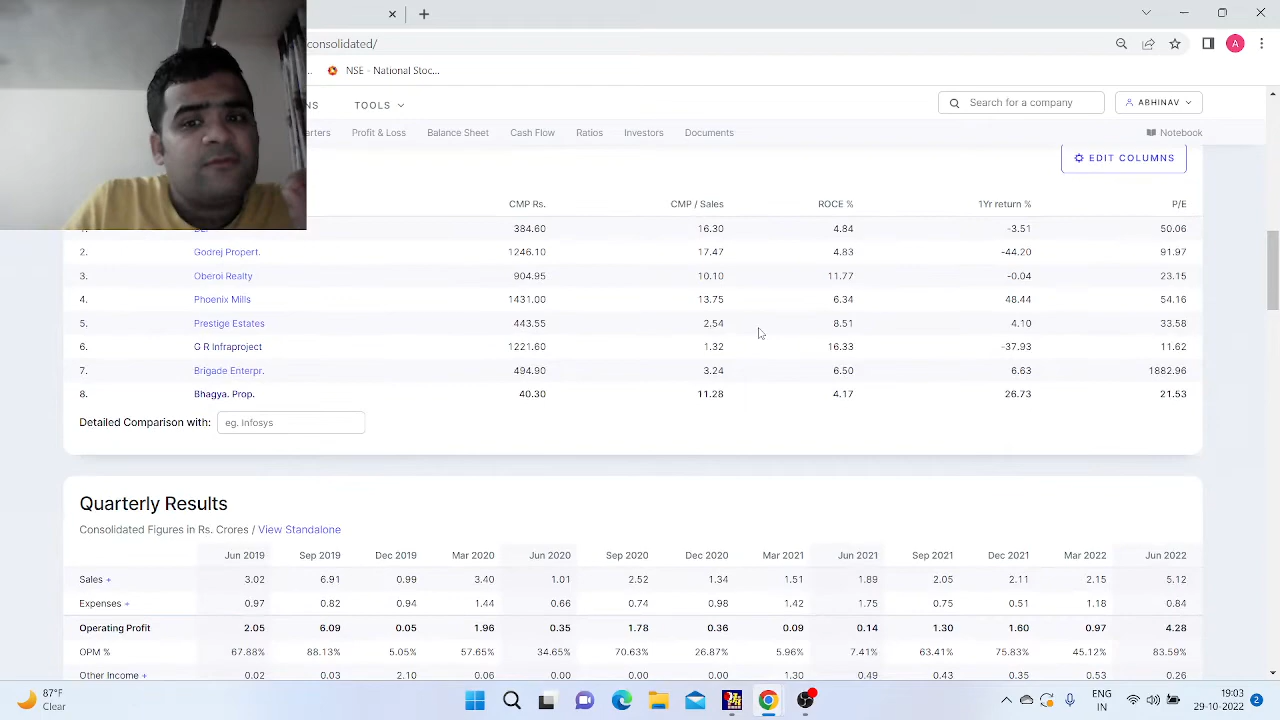 consolidated/
A
... NSE - National Stoc...
NS TOOLS Search for a company ABHINAV
arters Profit & Loss Balance Sheet Cash Flow Ratios Investors Documents Notebook
EDIT COLUMNS
CMP Rs. CMP / Sales ROCE % 1Yr return % P/E
384.60 16.30 4.84 -3.51 50.06
2. Godrej Propert. 1246.10 17.47 4.83 -44.20 91.97
3. Oberoi Realty 904.95 10.10 11.77 -0.04 23.15
4. Phoenix Mills 1431.00 13.75 6.34 48.44 54.16
5. Prestige Estates 443.55 2.54 8.51 4.10 33.58
6. G R Infraproject 1221.60 1.32 16.33 -37.93 11.62
7. Brigade Enterpr. 494.90 3.24 6.50 6.63 1882.96
8. Bhagya. Prop. 40.30 11.28 4.17 26.73 21.53
Detailed Comparison with: eg. Infosys
Quarterly Results
Consolidated Figures in Rs. Crores / View Standalone
Jun 2019 Sep 2019 Dec 2019 Mar 2020 Jun 2020 Sep 2020 Dec 2020 Mar 2021 Jun 2021 Sep 2021 Dec 2021 Mar 2022 Jun 2022
Sales + 3.02 6.91 0.99 3.40 1.01 2.52 1.34 1.51 1.89 2.05 2.11 2.15 5.12
Expenses + 0.97 0.82 0.94 1.44 0.66 0.74 0.98 1.42 1.75 0.75 0.51 1.18 0.84
Operating Profit 2.05 6.09 0.05 1.96 0.35 1.78 0.36 0.09 0.14 1.30 1.60 0.97 4.28
OPM % 67.88% 88.13% 5.05% 57.65% 34.65% 70.63% 26.87% 5.96% 7.41% 63.41% 75.83% 45.12% 83.59%
Other Income + 0.02 0.03 2.10 0.06 0.00 0.00 0.00 1.30 0.49 0.43 0.35 0.53 0.26
87°F ENG 19:03
Clear IN 29-10-2022 2